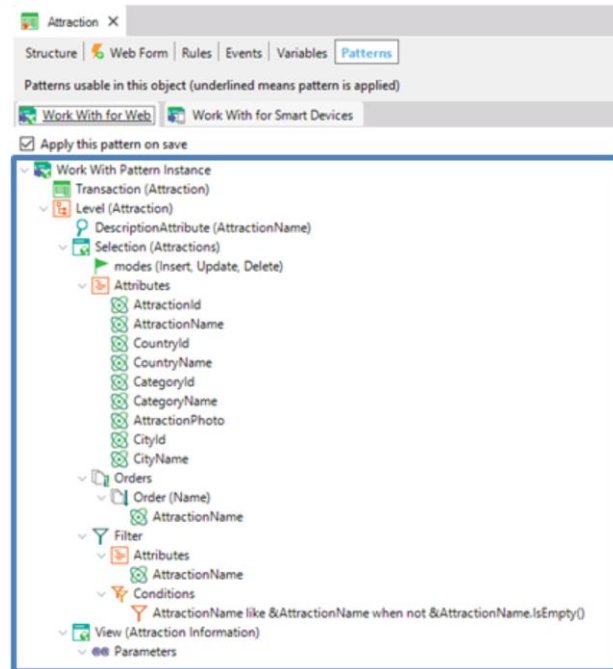 Attraction X
Structure | Web Form | Rules | Events | Variables | Patterns
Patterns usable in this object (underlined means pattern is applied)
Work With for Web Work With for Smart Devices
Apply this pattern on save
Work With Pattern Instance
Transaction (Attraction)
Level (Attraction)
DescriptionAttribute (AttractionName)
Selection (Attractions)
modes (Insert, Update, Delete)
Attributes
AttractionId
AttractionName
CountryId
CountryName
CategoryId
CategoryName
AttractionPhoto
CityId
CityName
Orders
Order (Name)
AttractionName
Filter
Attributes
AttractionName
Conditions
AttractionName like &AttractionName when not &AttractionName.IsEmpty()
View (Attraction Information)
Parameters